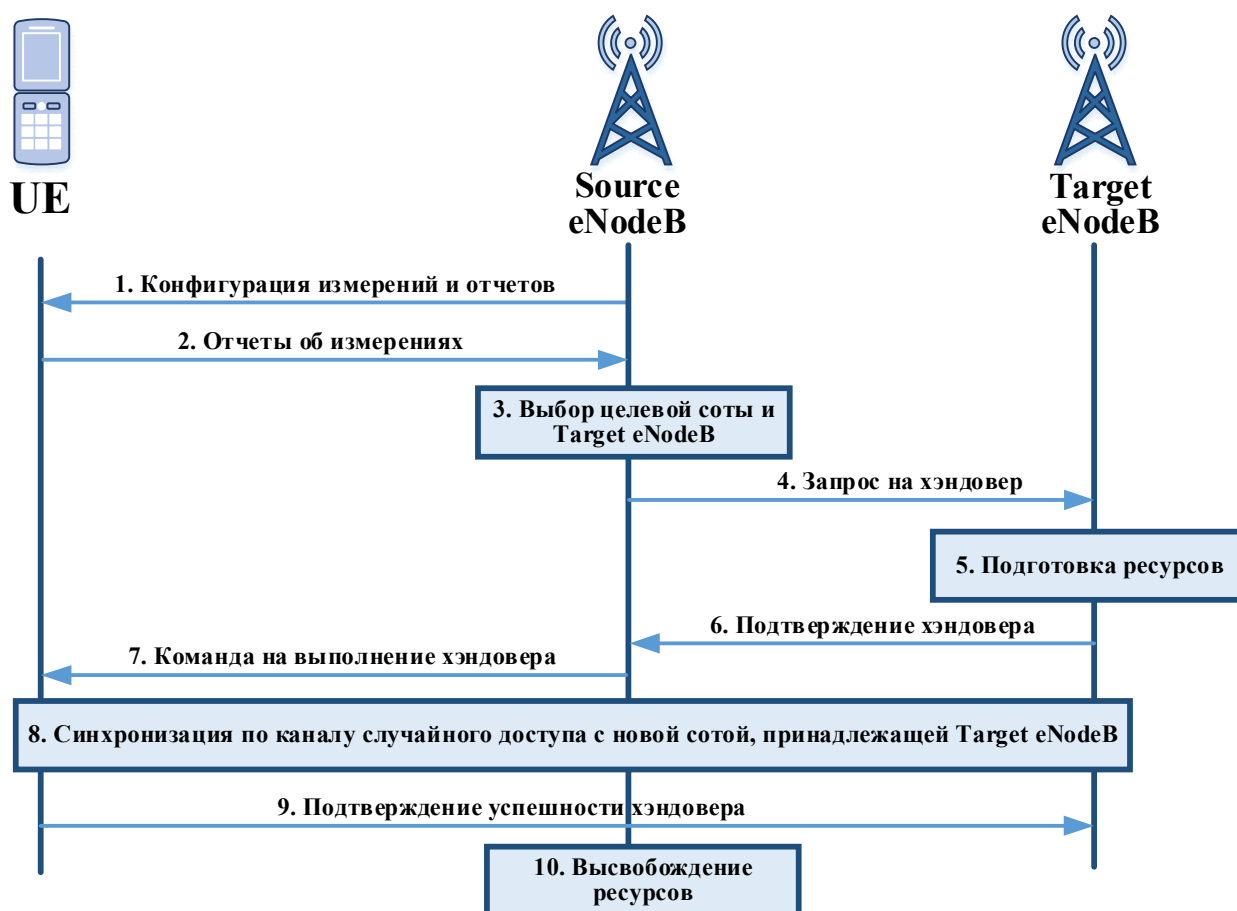 UE
Source
eNodeB
Target
eNodeB
1. Конфигурация измерений и отчетов
2. Отчеты об измерениях
3. Выбор целевой соты и
Target eNodeB
4. Запрос на хэндовер
5. Подготовка ресурсов
6. Подтверждение хэндовера
7. Команда на выполнение хэндовера
8. Синхронизация по каналу случайного доступа с новой сотой, принадлежащей Target eNodeB
9. Подтверждение успешности хэндовера
10. Высвобождение
ресурсов